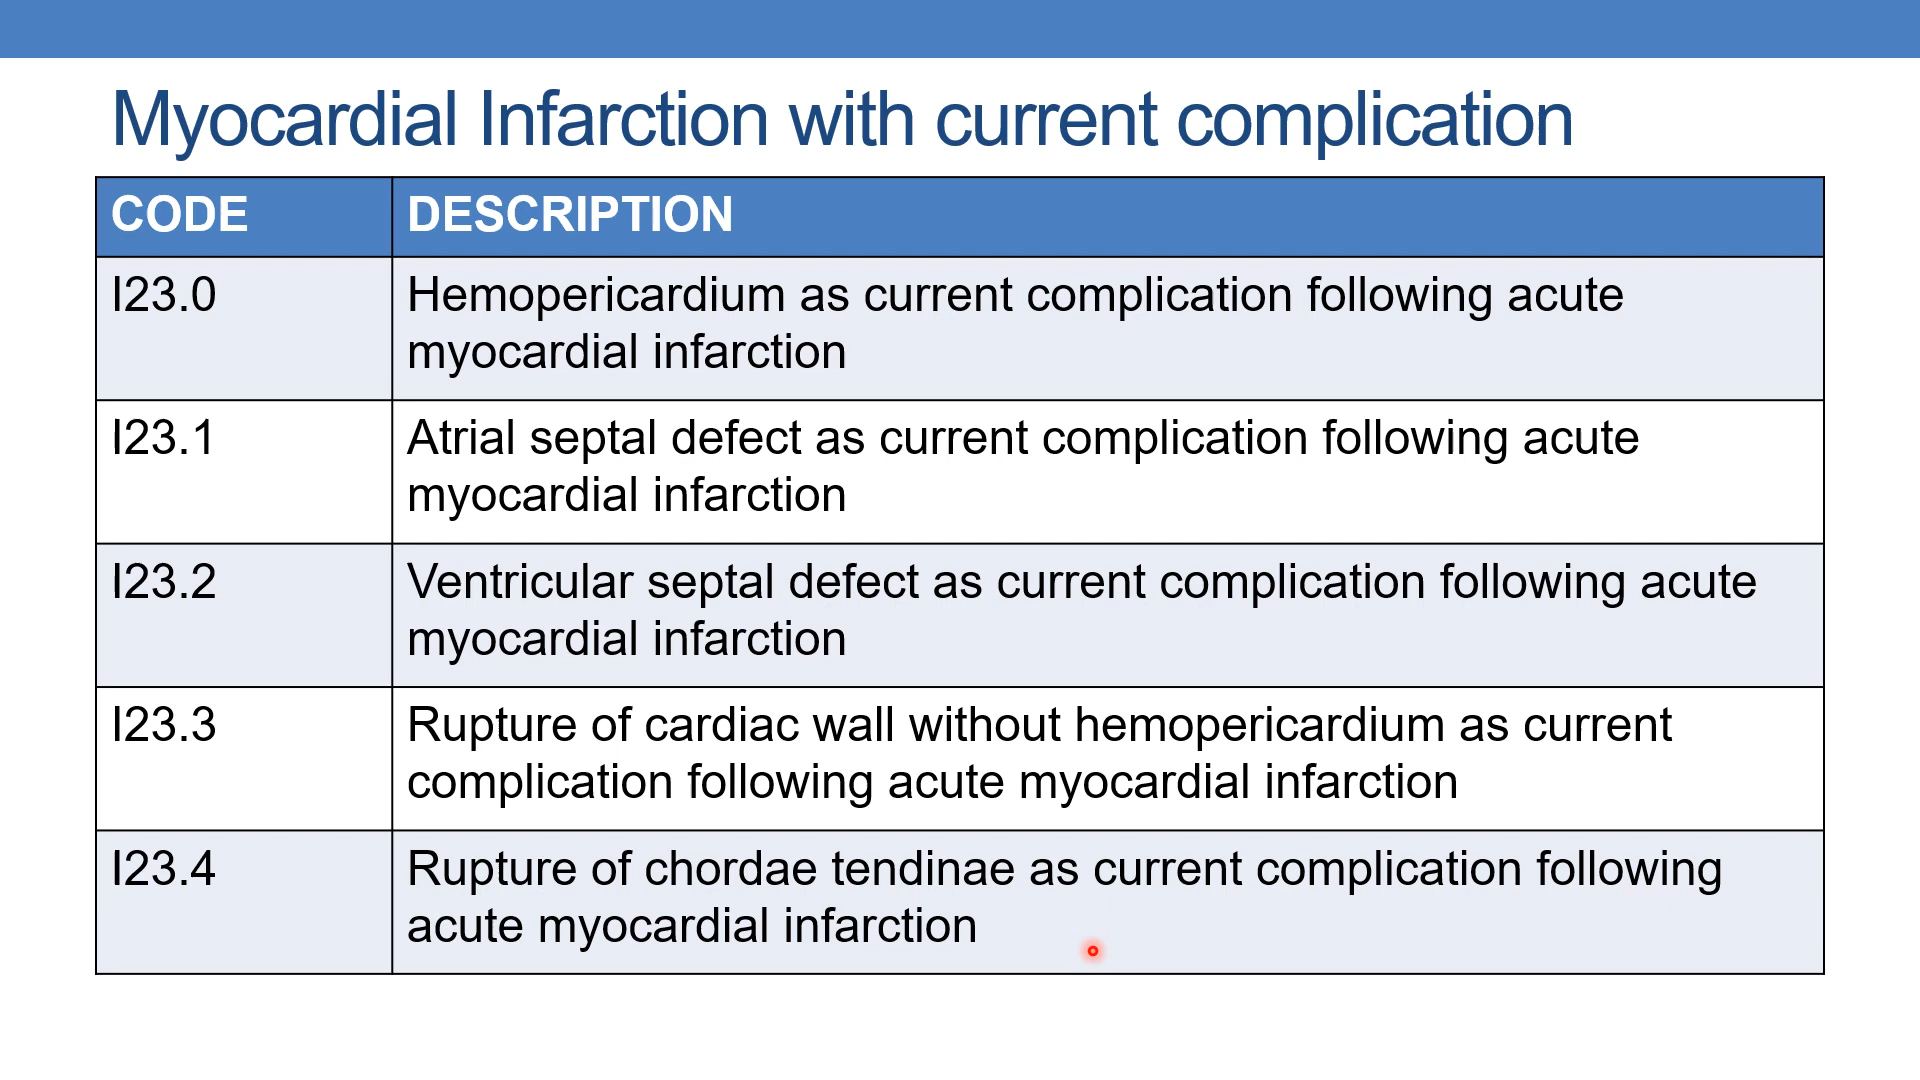 Myocardial Infarction with current complication
CODE
DESCRIPTION
I23.0
Hemopericardium as current complication following acute
myocardial infarction
I23.1
Atrial septal defect as current complication following acute
myocardial infarction
I23.2
Ventricular septal defect as current complication following acute
myocardial infarction
I23.3
Rupture of cardiac wall without hemopericardium as current
complication following acute myocardial infarction
I23.4
Rupture of chordae tendinae as current complication following
acute myocardial infarction